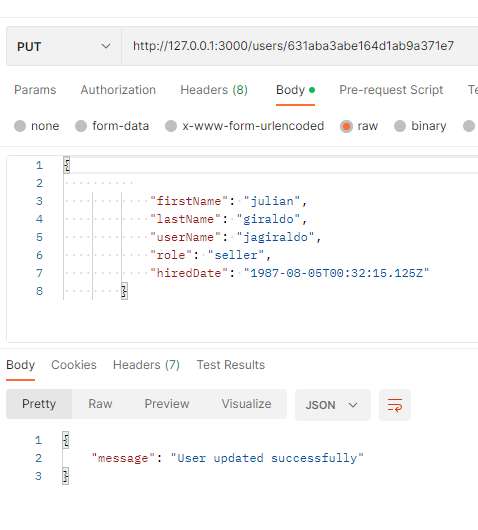 PUT http://127.0.0.1:3000/users/631aba3abe164d1ab9a371e7
Params Authorization Headers (8) Body Pre-request Script Te
none form-data x-www-form-urlencoded raw binary
1 {
2
3 "firstName": "julian",
4 "lastName": "giraldo",
5 "userName": "jagiraldo",
6 "role": "seller",
7 "hiredDate": "1987-08-05T00:32:15.125Z"
8 }
Body Cookies Headers (7) Test Results
Pretty Raw Preview Visualize JSON
1 {
2 "message": "User updated successfully"
3 }